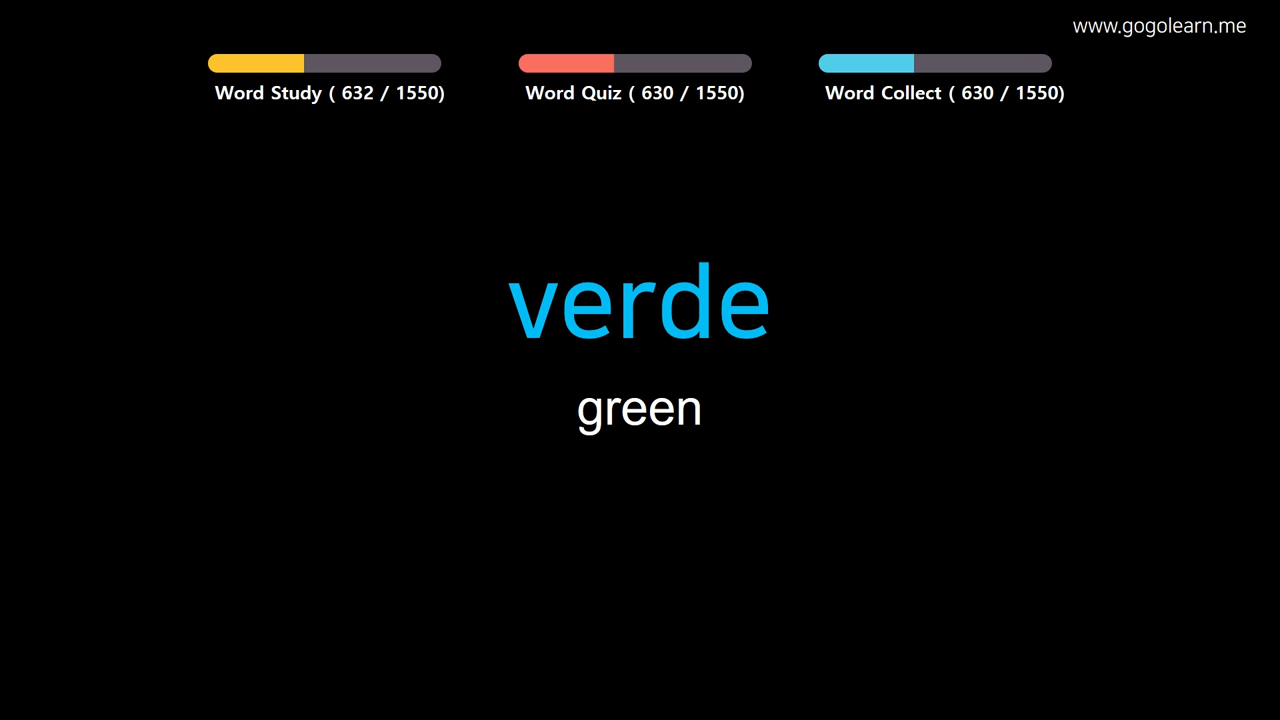 www.gogolearn.me
Word Study ( 632 / 1550)
Word Quiz ( 630 / 1550)
Word Collect ( 630 / 1550)
verde
green